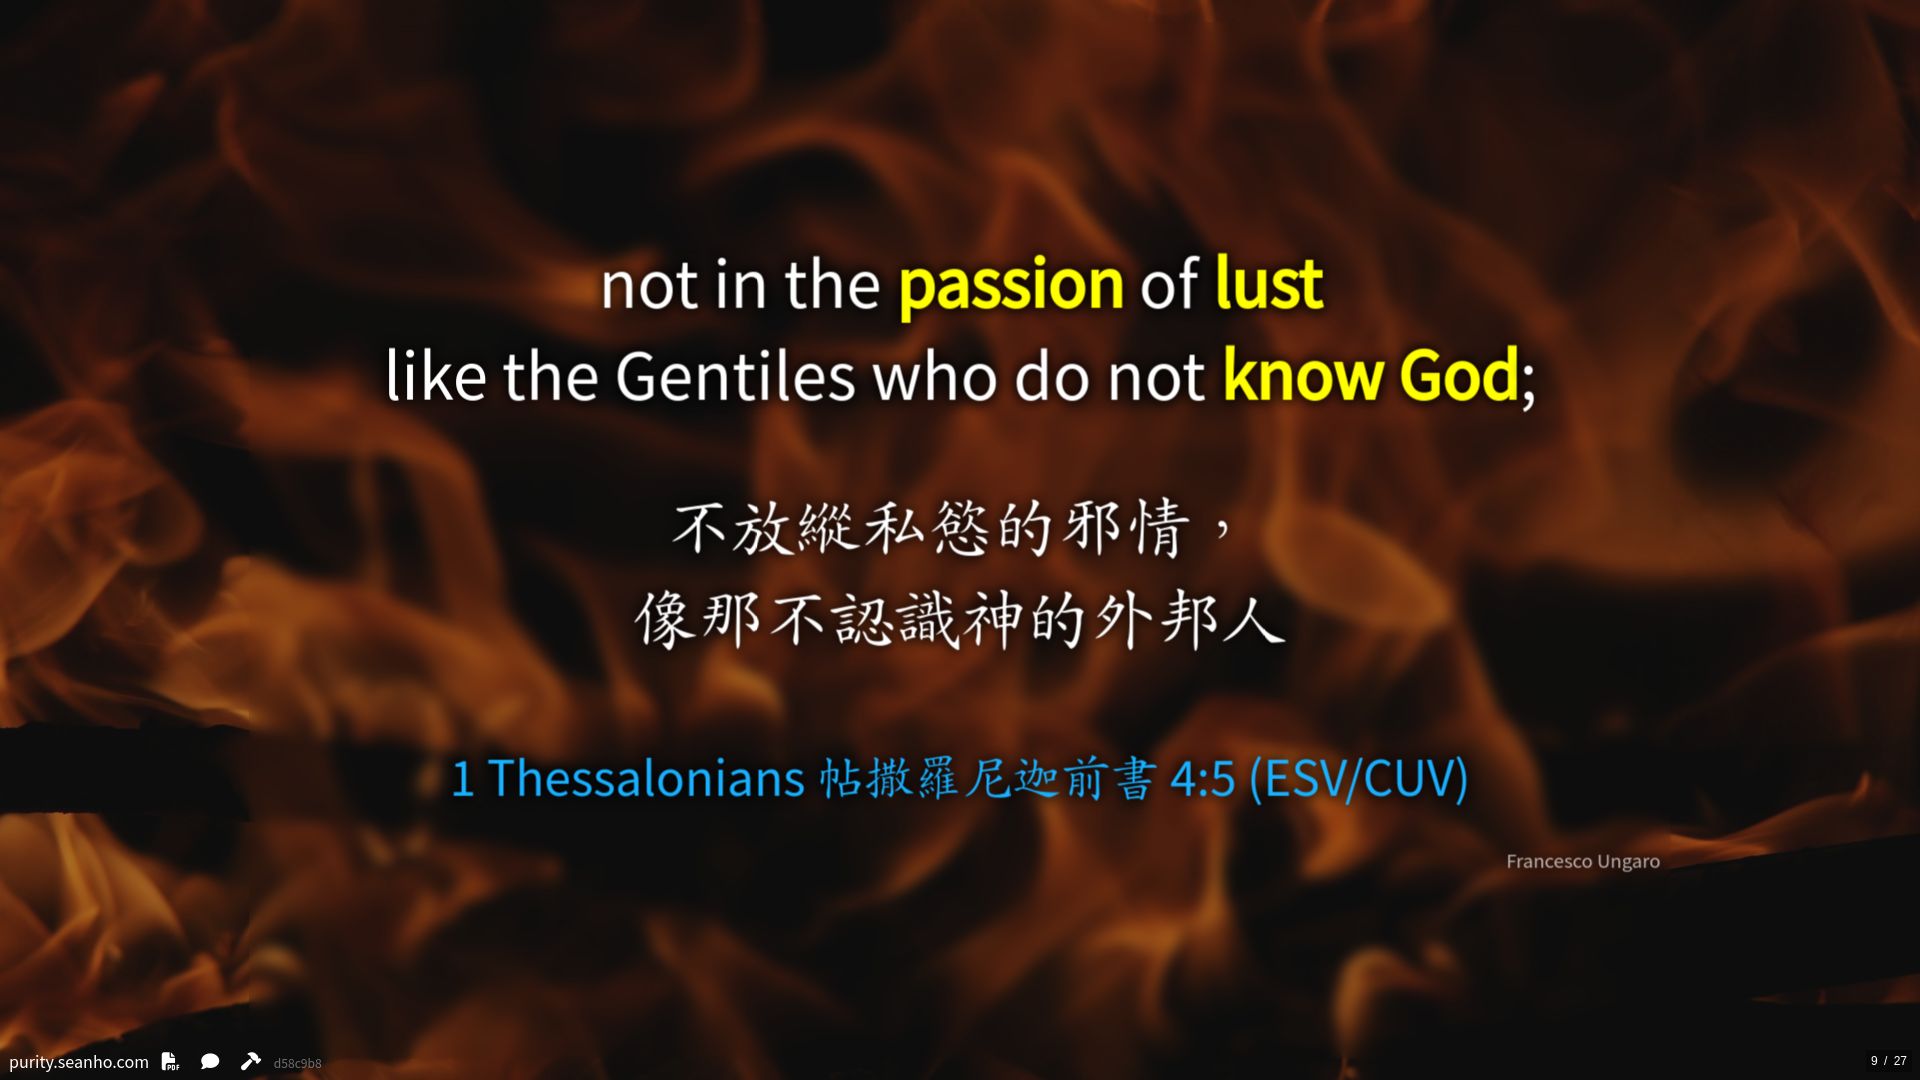 not in the passion of lust
like the Gentiles who do not know God;
不放縱私慾的邪情，
像那不認識神的外邦人
1 Thessalonians 帖撒羅尼迦前書 4:5 (ESV/CUV)
Francesco Ungaro
purity.seanho.com PDF d58c9b8
9 / 27